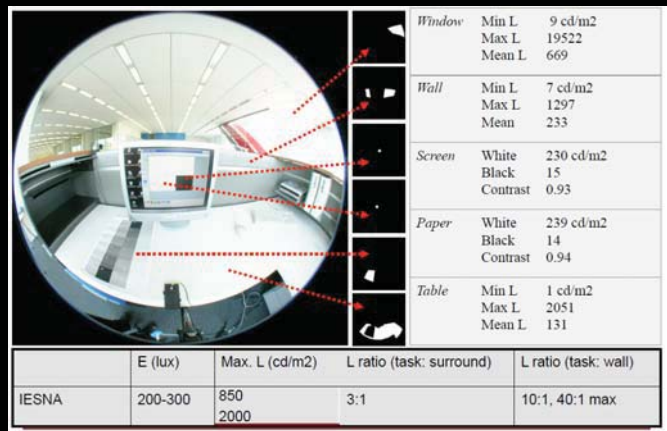 Window Min L 9 cd/m2
Max L 19522
Mean L 669
Wall Min L 7 cd/m2
Max L 1297
Mean 233
Screen White 230 cd/m2
Black 15
Contrast 0.93
Paper White 239 cd/m2
Black 14
Contrast 0.94
Table Min L 1 cd/m2
Max L 2051
Mean L 131
E (lux) Max. L (cd/m2) L ratio (task: surround) L ratio (task: wall)
IESNA 200-300 850 3:1 10:1, 40:1 max
2000